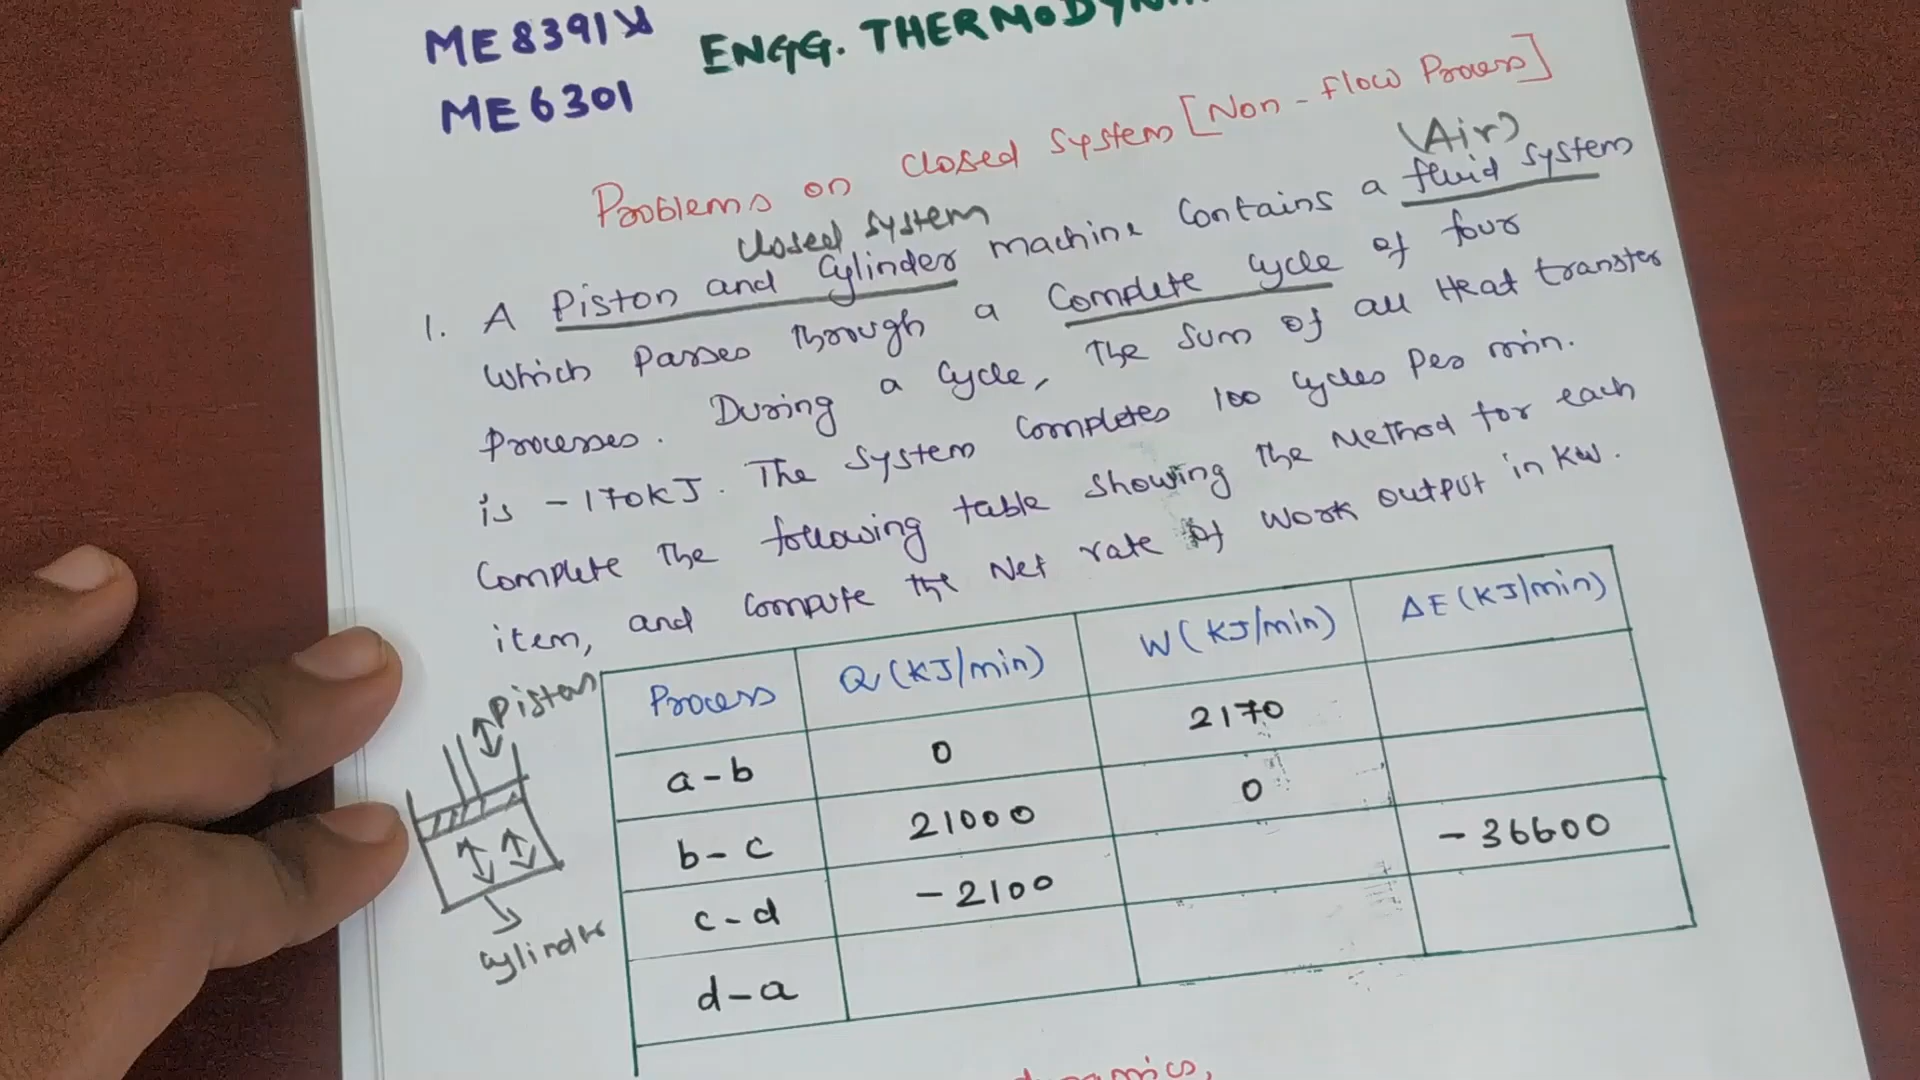 ME8391 &
ME6301
ENGG. THERMODYN
Problems on closed system [Non-flow Process]
closed system
(Air)
1. A Piston and Cylinder machine contains a fluid system
which passes through a complete cycle of four
processes. During a cycle, the sum of all Heat transfer
is -170kJ. The system completes 100 cycles per min.
Complete the following table showing the Method for each
item, and compute the Net rate of work output in KW.
Process Q (KJ/min) W (KJ/min) ΔE (KJ/min)
a-b 0 2170
b-c 21000 0
c-d -2100 -36600
d-a
Piston
cylinder